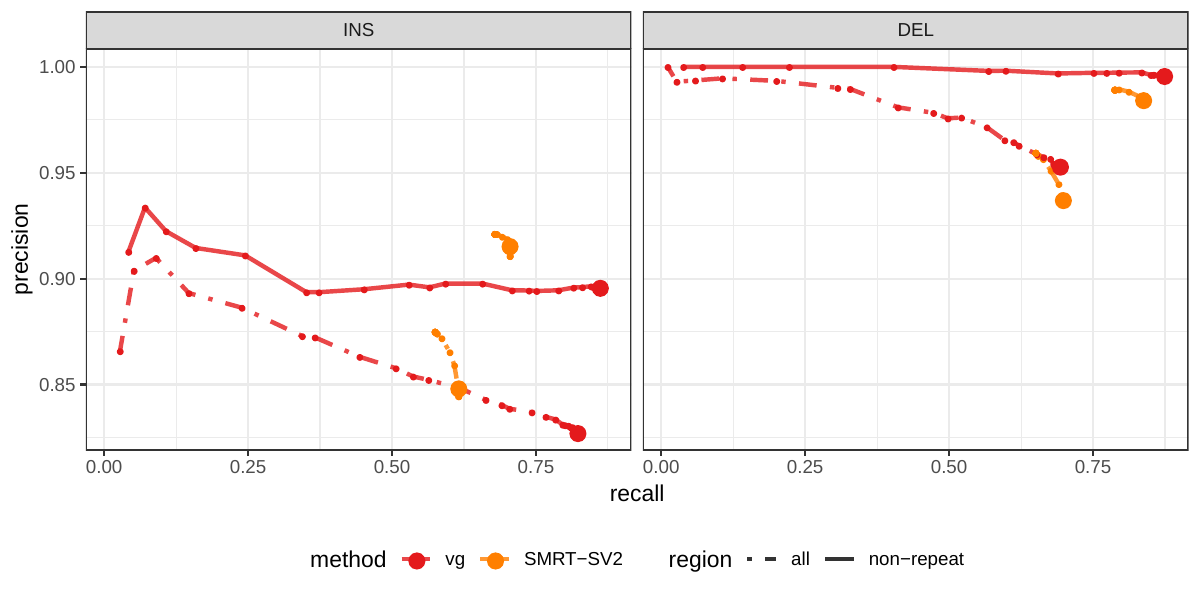 INS DEL
1.00
0.95
0.90
0.85
precision
0.00 0.25 0.50 0.75 0.00 0.25 0.50 0.75
recall
method vg SMRT−SV2 region all non−repeat